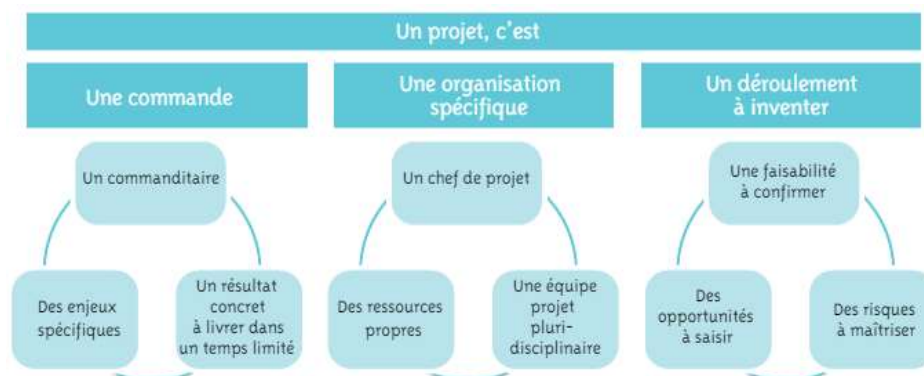 Un projet, c'est
Une commande
Une organisation
spécifique
Un déroulement
à inventer
Un commanditaire
Des enjeux
spécifiques
Un résultat
concret
à livrer dans
un temps limité
Un chef de projet
Des ressources
propres
Une équipe
projet
pluri-
disciplinaire
Une faisabilité
à confirmer
Des
opportunités
à saisir
Des risques
à maîtriser